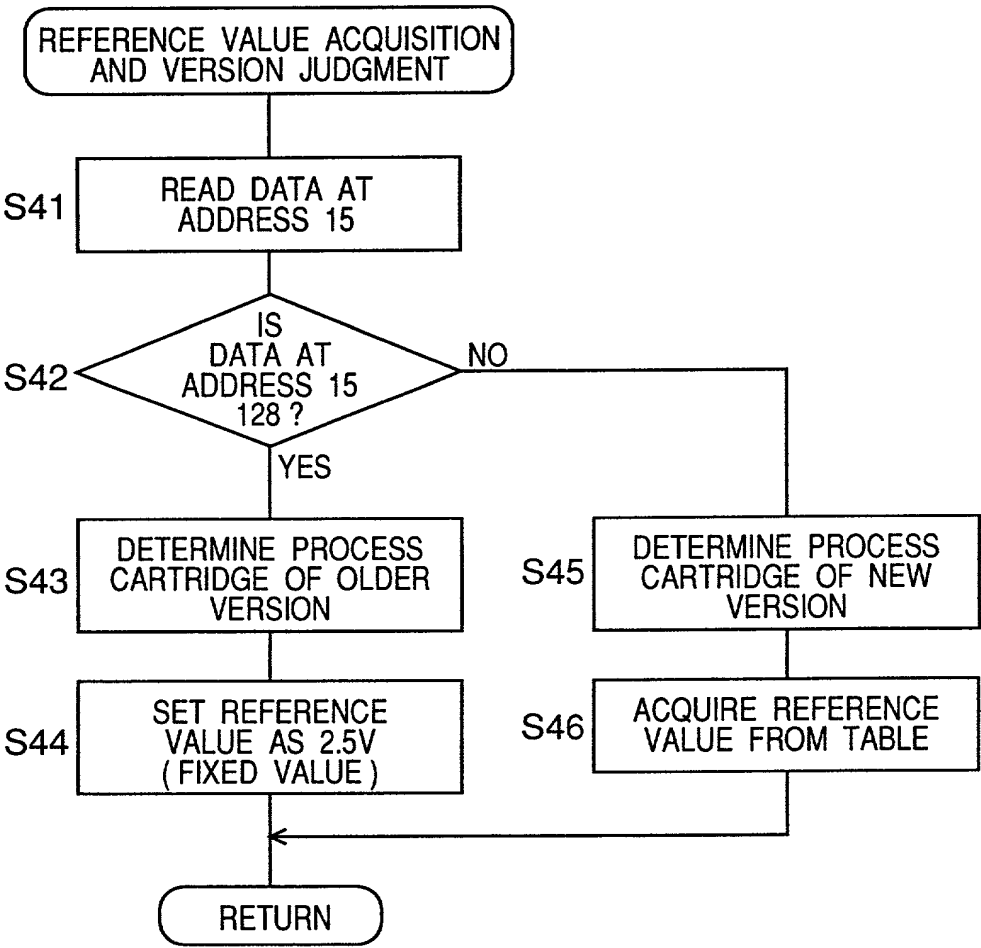 REFERENCE VALUE ACQUISITION
AND VERSION JUDGMENT
S41
READ DATA AT
ADDRESS 15
S42
IS
DATA AT
ADDRESS 15
128 ?
NO
YES
S43
DETERMINE PROCESS
CARTRIDGE OF OLDER
VERSION
S45
DETERMINE PROCESS
CARTRIDGE OF NEW
VERSION
S44
SET REFERENCE
VALUE AS 2.5V
( FIXED VALUE )
S46
ACQUIRE REFERENCE
VALUE FROM TABLE
RETURN